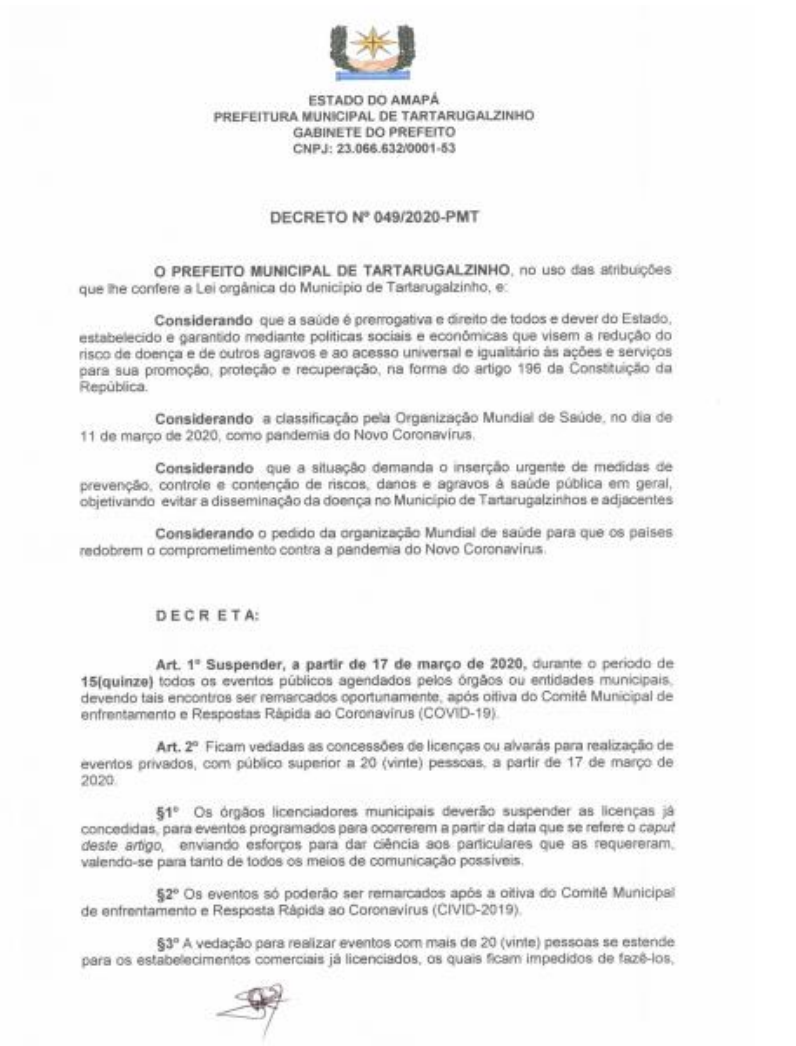 ESTADO DO AMAPÁ
PREFEITURA MUNICIPAL DE TARTARUGALZINHO
GABINETE DO PREFEITO
CNPJ: 23.066.632/0001-53
DECRETO Nº 049/2020-PMT
O PREFEITO MUNICIPAL DE TARTARUGALZINHO, no uso das atribuições
que lhe confere a Lei orgânica do Município de Tartarugalzinho, e:
Considerando que a saúde é prerrogativa e direito de todos e dever do Estado,
estabelecido e garantido mediante politicas sociais e econômicas que visem a redução do
risco de doença e de outros agravos e ao acesso universal e igualitário às ações e serviços
para sua promoção, proteção e recuperação, na forma do artigo 196 da Constituição da
República.
Considerando a classificação pela Organização Mundial de Saúde, no dia de
11 de março de 2020, como pandemia do Novo Coronavírus.
Considerando que a situação demanda o inserção urgente de medidas de
prevenção, controle e contenção de riscos, danos e agravos à saúde pública em geral,
objetivando evitar a disseminação da doença no Município de Tartarugalzinhos e adjacentes
Considerando o pedido da organização Mundial de saúde para que os países
redobrem o comprometimento contra a pandemia do Novo Coronavírus.
D E C R E T A:
Art. 1º Suspender, a partir de 17 de março de 2020, durante o período de
15(quinze) todos os eventos públicos agendados pelos órgãos ou entidades municipais,
devendo tais encontros ser remarcados oportunamente, após oitiva do Comitê Municipal de
enfrentamento e Respostas Rápida ao Coronavírus (COVID-19).
Art. 2º Ficam vedadas as concessões de licenças ou alvarás para realização de
eventos privados, com público superior a 20 (vinte) pessoas, a partir de 17 de março de
2020.
§1º Os órgãos licenciadores municipais deverão suspender as licenças já
concedidas, para eventos programados para ocorrerem a partir da data que se refere o caput
deste artigo, enviando esforços para dar ciência aos particulares que as requereram,
valendo-se para tanto de todos os meios de comunicação possíveis.
§2º Os eventos só poderão ser remarcados após a oitiva do Comitê Municipal
de enfrentamento e Resposta Rápida ao Coronavírus (CIVID-2019).
§3º A vedação para realizar eventos com mais de 20 (vinte) pessoas se estende
para os estabelecimentos comerciais já licenciados, os quais ficam impedidos de fazê-los,